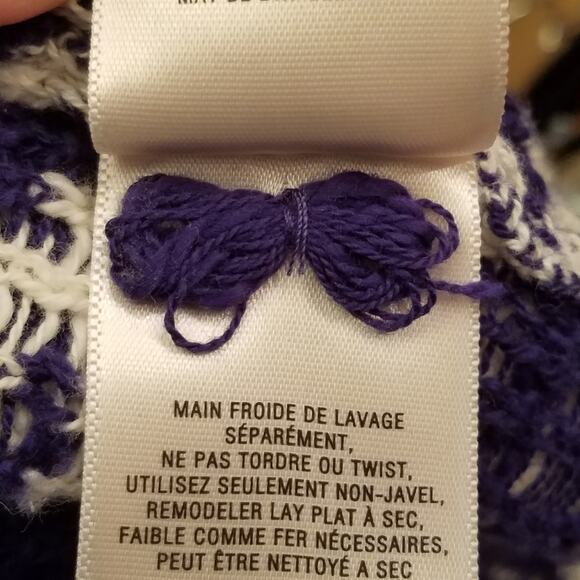 MAIN FROIDE DE LAVAGE
SÉPARÉMENT,
NE PAS TORDRE OU TWIST,
UTILISEZ SEULEMENT NON-JAVEL,
REMODELER LAY PLAT À SEC,
FAIBLE COMME FER NÉCESSAIRES,
PEUT ÊTRE NETTOYÉ A SEC